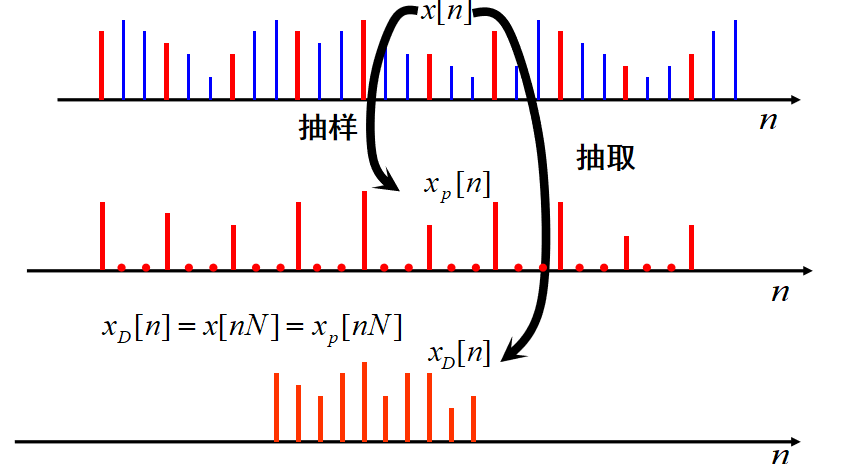 x[n]
n
抽样
抽取
x_p[n]
n
x_D[n] = x[nN] = x_p[nN]
x_D[n]
n